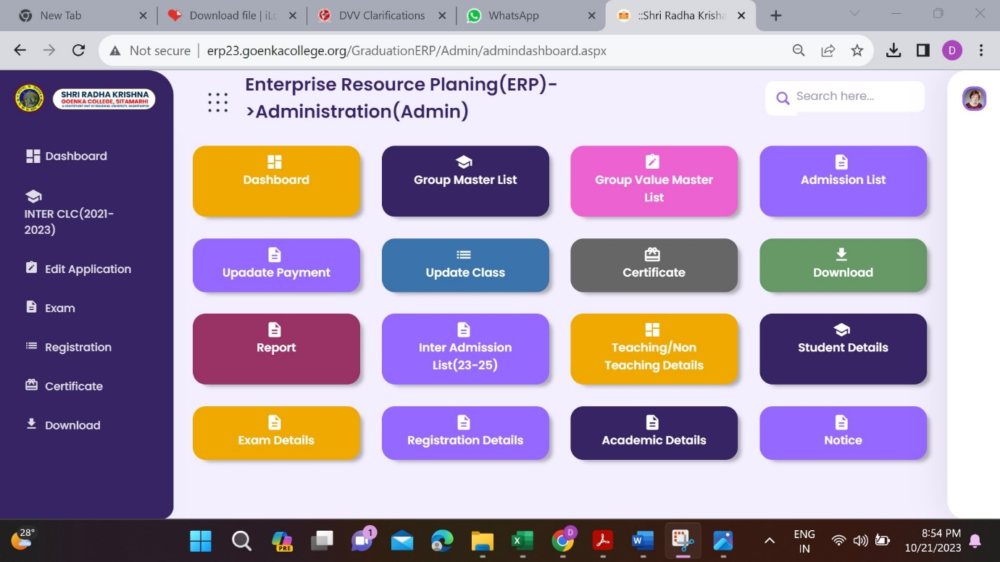 New Tab
Download file | iLo
DVV Clarifications
WhatsApp
::Shri Radha Krisha
Not secure
erp23.goenkacollege.org/GraduationERP/Admin/admindashboard.aspx
D
SHRI RADHA KRISHNA
GOENKA COLLEGE, SITAMARHI
Enterprise Resource Planing(ERP)-
>Administration(Admin)
Search here...
Dashboard
INTER CLC(2021-
2023)
Edit Application
Exam
Registration
Certificate
Download
Dashboard
Group Master List
Group Value Master
List
Admission List
Upadate Payment
Update Class
Certificate
Download
Report
Inter Admission
List(23-25)
Teaching/Non
Teaching Details
Student Details
Exam Details
Registration Details
Academic Details
Notice
28°
PRE
1
D
ENG
IN
8:54 PM
10/21/2023